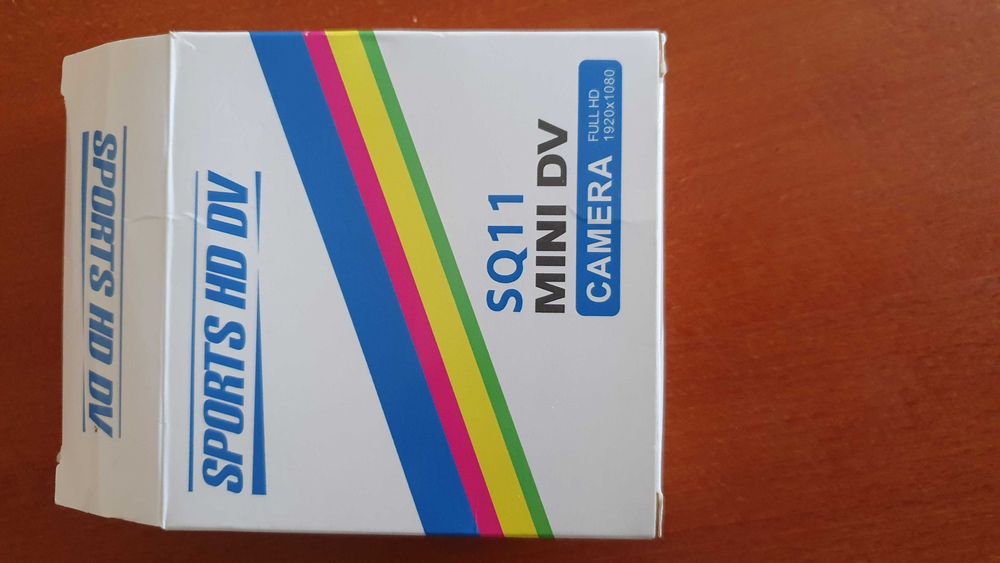 SPORTS HD DV
SPORTS HD DV
SQ11
MINI DV
CAMERA FULL HD
1920x1080